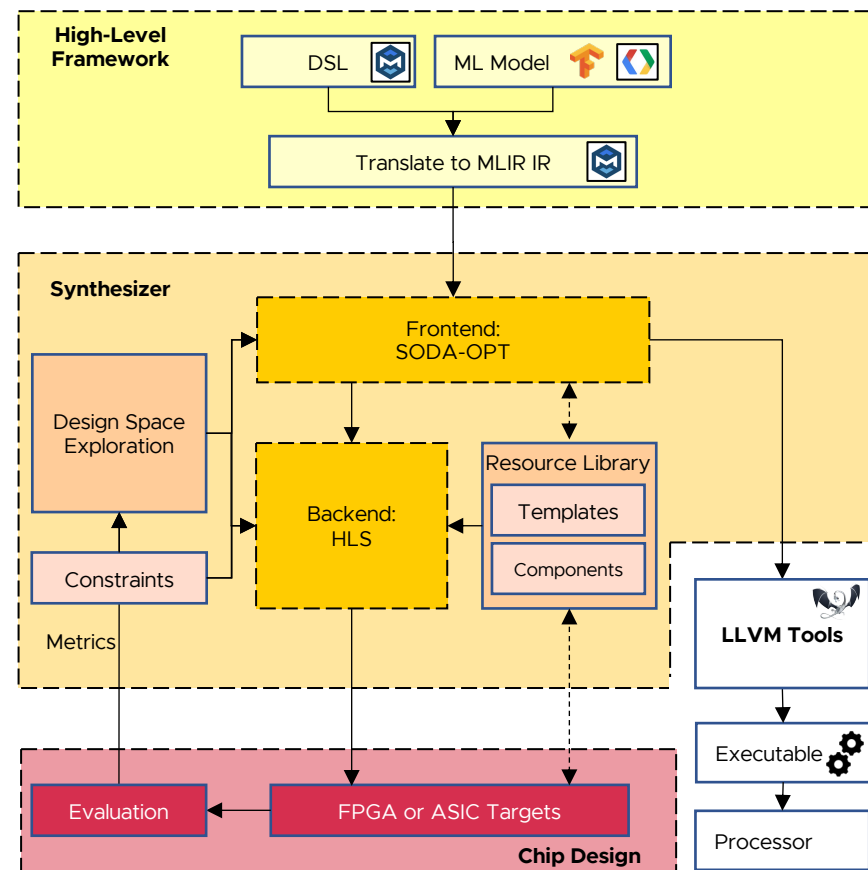 High-Level
Framework
DSL
ML Model
Translate to MLIR IR
Synthesizer
Frontend:
SODA-OPT
Design Space
Exploration
Resource Library
Templates
Components
Backend:
HLS
Constraints
Metrics
LLVM Tools
Executable
Processor
Evaluation
FPGA or ASIC Targets
Chip Design